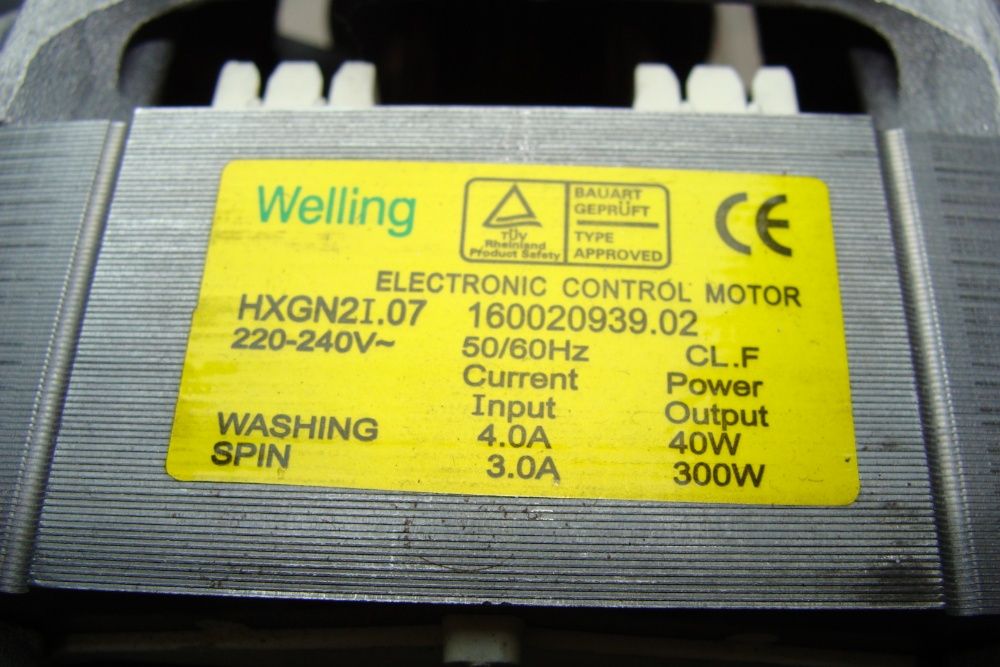 Welling
TÜV
Rheinland
Product Safety
BAUART
GEPRÜFT
TYPE
APPROVED
CE
ELECTRONIC CONTROL MOTOR
HXGN2I.07 160020939.02
220-240V~ 50/60Hz CL.F
Current Power
Input Output
WASHING 4.0A 40W
SPIN 3.0A 300W